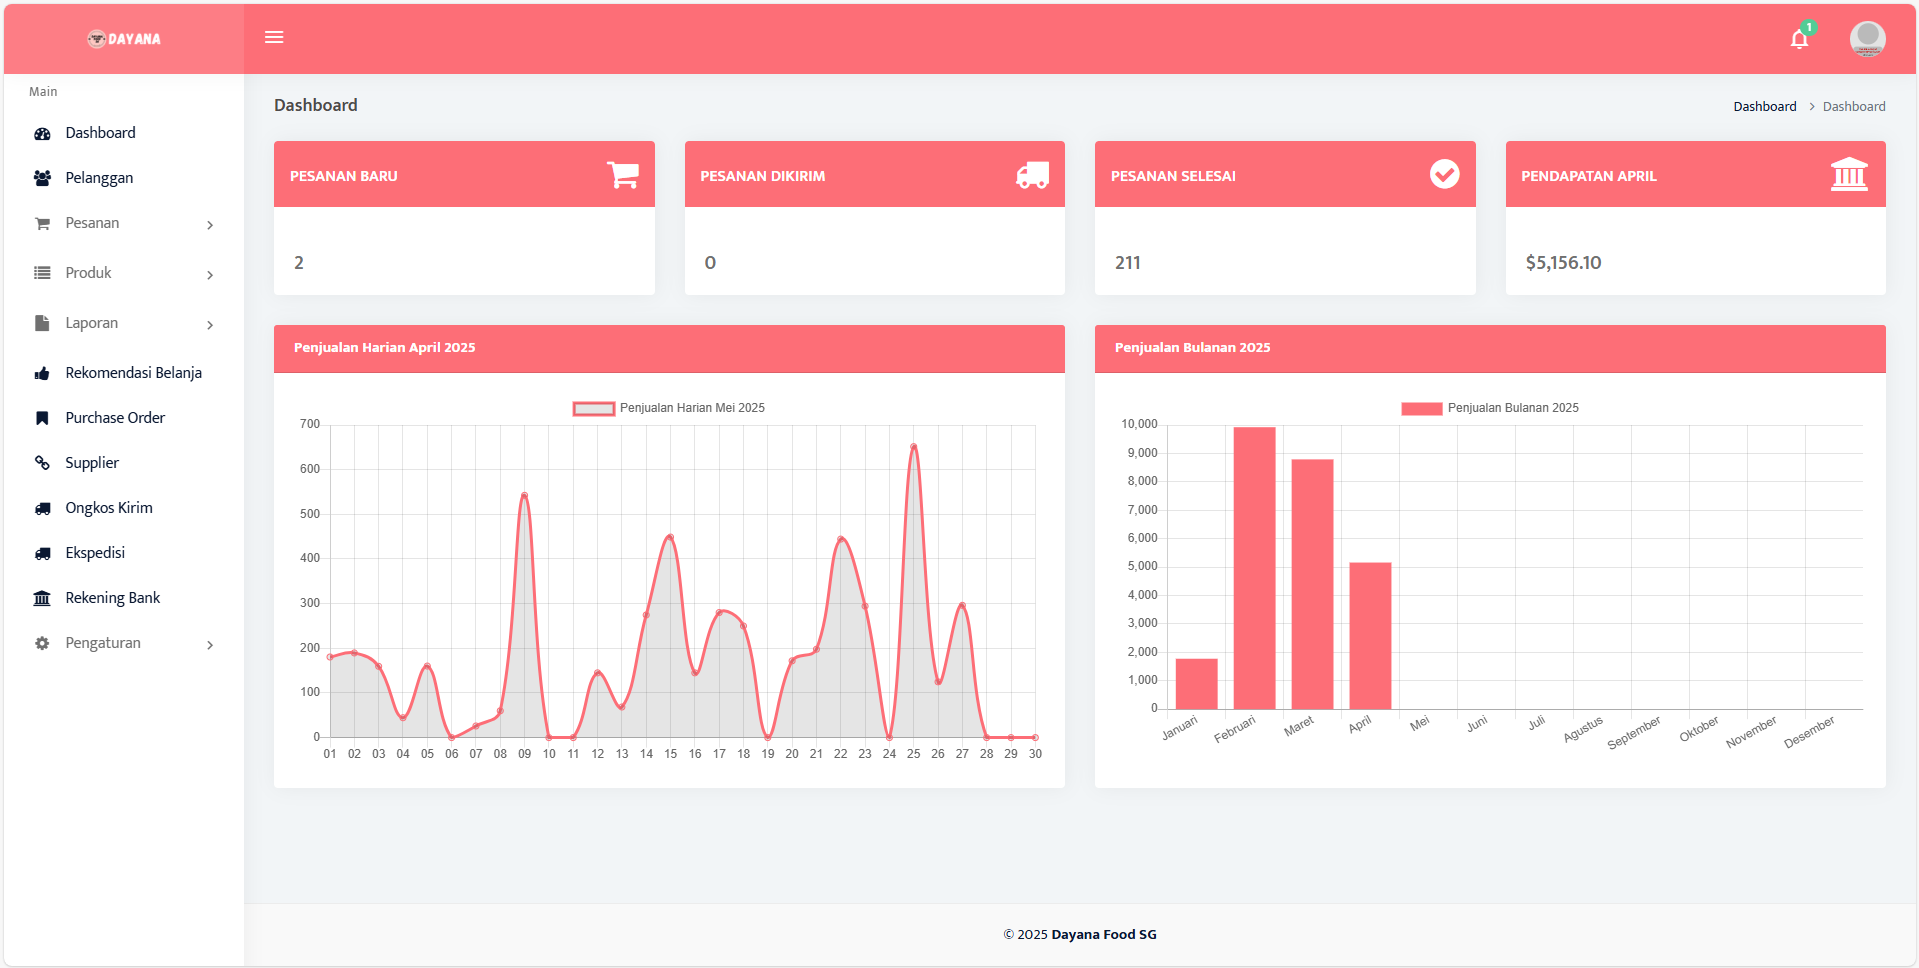 DAYANA
1
Main
Dashboard
Pelanggan
Pesanan
Produk
Laporan
Rekomendasi Belanja
Purchase Order
Supplier
Ongkos Kirim
Ekspedisi
Rekening Bank
Pengaturan
Dashboard
Dashboard > Dashboard
PESANAN BARU
2
PESANAN DIKIRIM
0
PESANAN SELESAI
211
PENDAPATAN APRIL
$5,156.10
Penjualan Harian April 2025
Penjualan Harian Mei 2025
700
600
500
400
300
200
100
0
01 02 03 04 05 06 07 08 09 10 11 12 13 14 15 16 17 18 19 20 21 22 23 24 25 26 27 28 29 30
Penjualan Bulanan 2025
Penjualan Bulanan 2025
10,000
9,000
8,000
7,000
6,000
5,000
4,000
3,000
2,000
1,000
0
Januari Februari Maret April Mei Juni Juli Agustus September Oktober November Desember
© 2025 Dayana Food SG